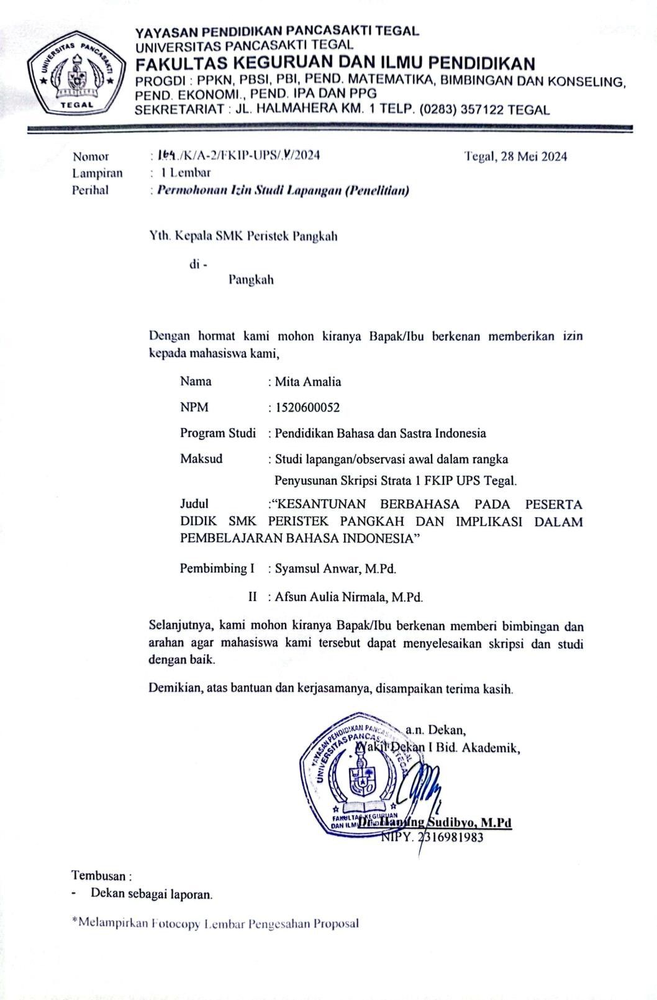 UNIVERSITAS PANCASAKTI
TEGAL
YAYASAN PENDIDIKAN PANCASAKTI TEGAL
UNIVERSITAS PANCASAKTI TEGAL
FAKULTAS KEGURUAN DAN ILMU PENDIDIKAN
PROGDI : PPKN, PBSI, PBI, PEND. MATEMATIKA, BIMBINGAN DAN KONSELING,
PEND. EKONOMI., PEND. IPA DAN PPG
SEKRETARIAT : JL. HALMAHERA KM. 1 TELP. (0283) 357122 TEGAL
Nomor : 164./K/A-2/FKIP-UPS/.V/2024 Tegal, 28 Mei 2024
Lampiran : 1 Lembar
Perihal : Permohonan Izin Studi Lapangan (Penelitian)
Yth. Kepala SMK Peristek Pangkah
di -
Pangkah
Dengan hormat kami mohon kiranya Bapak/Ibu berkenan memberikan izin
kepada mahasiswa kami,
Nama : Mita Amalia
NPM : 1520600052
Program Studi : Pendidikan Bahasa dan Sastra Indonesia
Maksud : Studi lapangan/observasi awal dalam rangka
Penyusunan Skripsi Strata 1 FKIP UPS Tegal.
Judul :“KESANTUNAN BERBAHASA PADA PESERTA
DIDIK SMK PERISTEK PANGKAH DAN IMPLIKASI DALAM
PEMBELAJARAN BAHASA INDONESIA”
Pembimbing I : Syamsul Anwar, M.Pd.
II : Afsun Aulia Nirmala, M.Pd.
Selanjutnya, kami mohon kiranya Bapak/Ibu berkenan memberi bimbingan dan
arahan agar mahasiswa kami tersebut dapat menyelesaikan skripsi dan studi
dengan baik.
Demikian, atas bantuan dan kerjasamanya, disampaikan terima kasih.
a.n. Dekan,
Wakil Dekan I Bid. Akademik,
YAYASAN PENDIDIKAN PANCASAKTI TEGAL
UNIVERSITAS PANCASAKTI TEGAL
FAKULTAS KEGURUAN
DAN ILMU PENDIDIKAN
Dr. Hanung Sudibyo, M.Pd
NIPY. 2316981983
Tembusan :
- Dekan sebagai laporan.
*Melampirkan Fotocopy Lembar Pengesahan Proposal